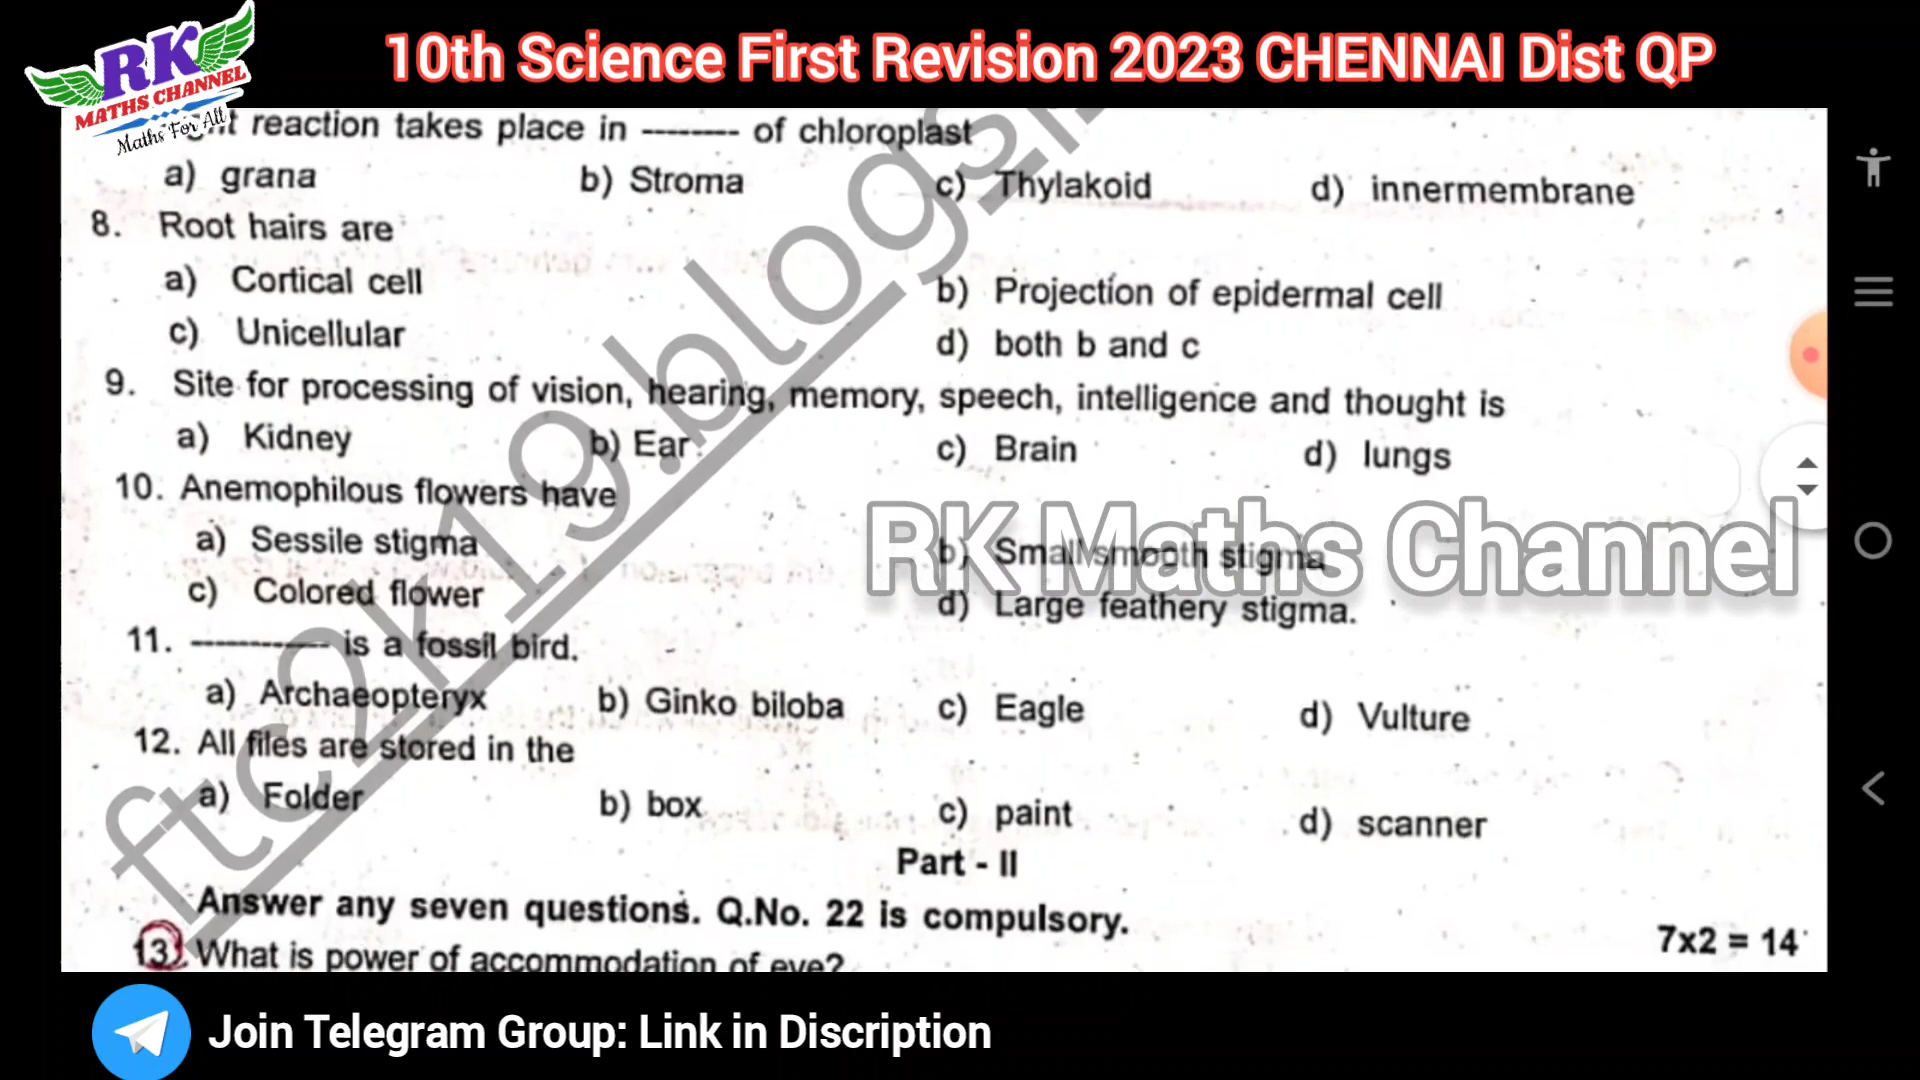 RK
MATHS CHANNEL
Maths For All
10th Science First Revision 2023 CHENNAI Dist QP
reaction takes place in -------- of chloroplast
a) grana b) Stroma c) Thylakoid d) innermembrane
8. Root hairs are
a) Cortical cell b) Projection of epidermal cell
c) Unicellular d) both b and c
9. Site for processing of vision, hearing, memory, speech, intelligence and thought is
a) Kidney b) Ear c) Brain d) lungs
10. Anemophilous flowers have
a) Sessile stigma b) Small smooth stigma
c) Colored flower d) Large feathery stigma.
RK Maths Channel
11. ------------ is a fossil bird.
a) Archaeopteryx b) Ginko biloba c) Eagle d) Vulture
12. All files are stored in the
a) Folder b) box c) paint d) scanner
Part - II
Answer any seven questions. Q.No. 22 is compulsory.
7x2 = 14
13. What is power of accommodation of eye?
Join Telegram Group: Link in Discription